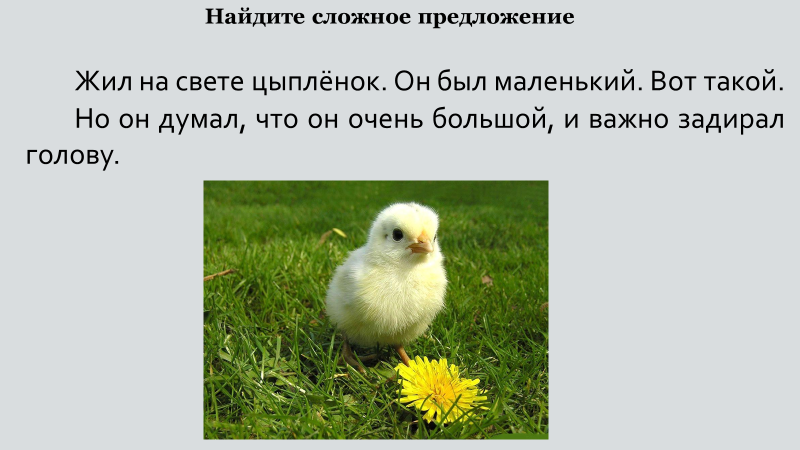 Найдите сложное предложение
Жил на свете цыплёнок. Он был маленький. Вот такой.
Но он думал, что он очень большой, и важно задирал
голову.